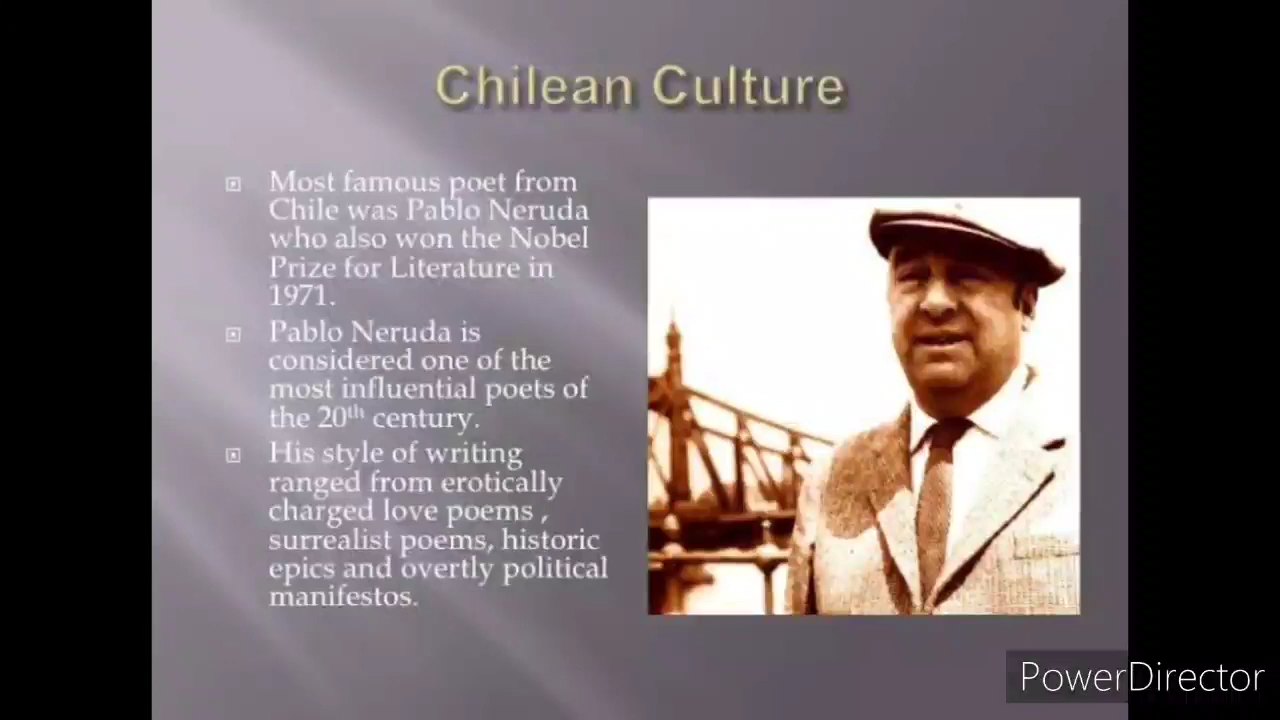 Chilean Culture
Most famous poet from
Chile was Pablo Neruda
who also won the Nobel
Prize for Literature in
1971.
Pablo Neruda is
considered one of the
most influential poets of
the 20th century.
His style of writing
ranged from erotically
charged love poems ,
surrealist poems, historic
epics and overtly political
manifestos.
PowerDirector